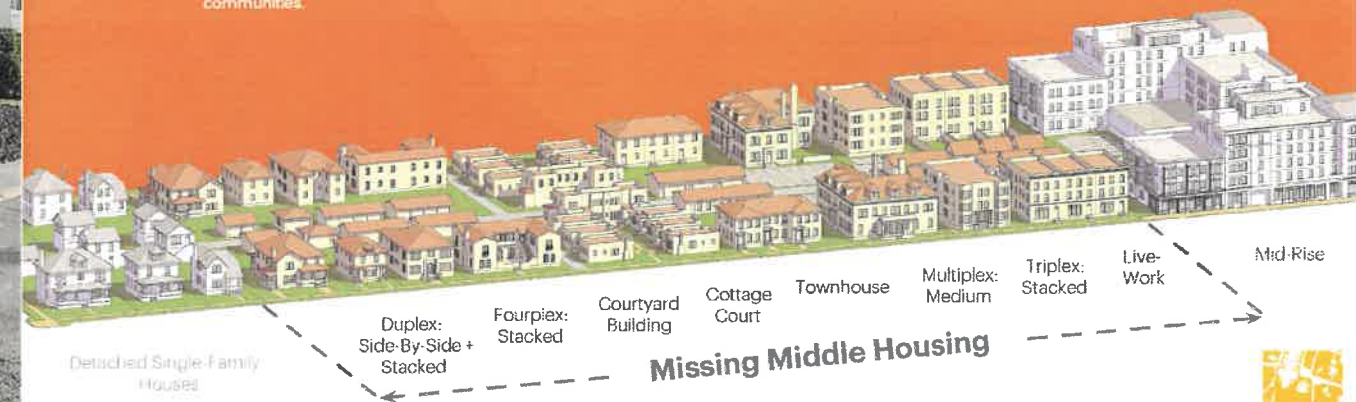 communities.
Detached Single-Family
Houses
Duplex:
Side-By-Side +
Stacked
Fourplex:
Stacked
Courtyard
Building
Cottage
Court
Townhouse
Multiplex:
Medium
Triplex:
Stacked
Live-
Work
Mid-Rise
Missing Middle Housing